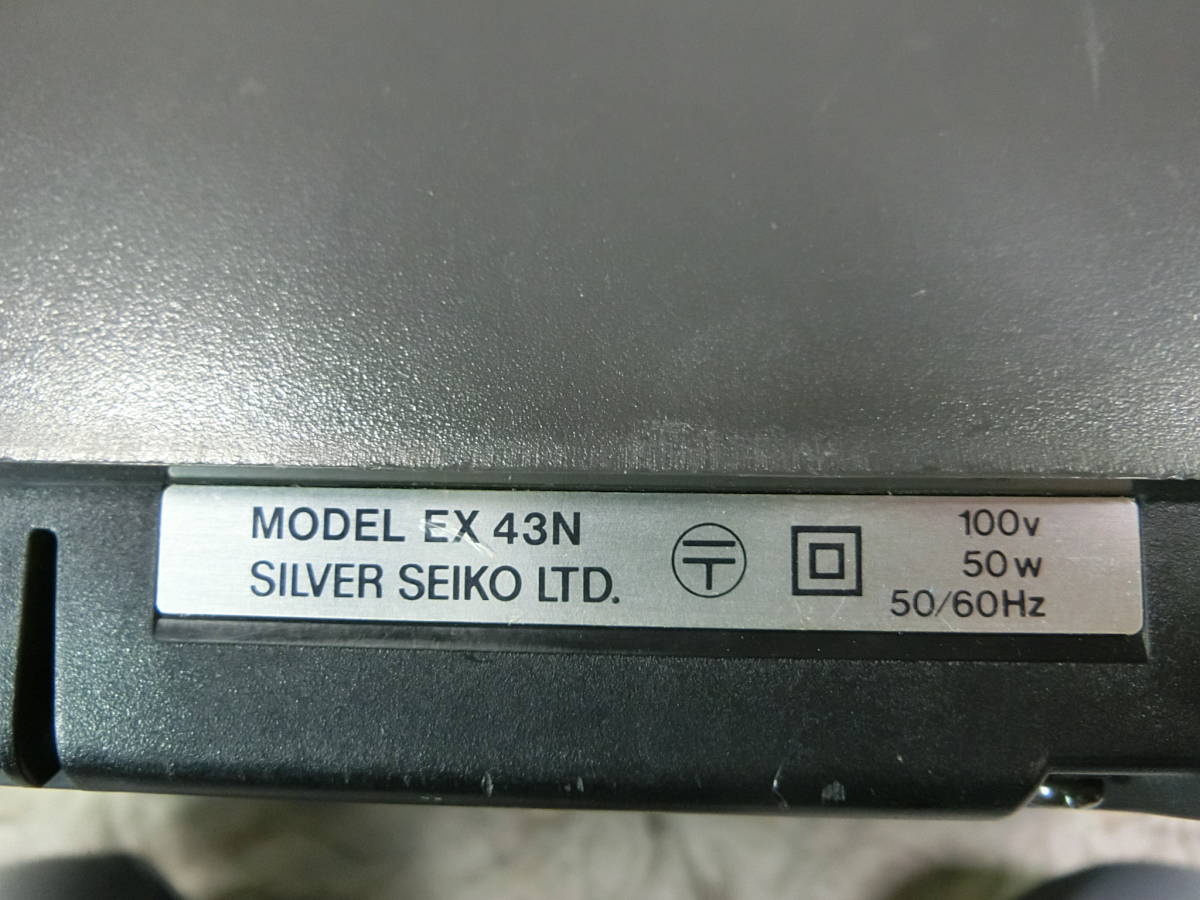 MODEL EX 43N
SILVER SEIKO LTD.
〒
100v
50w
50/60Hz